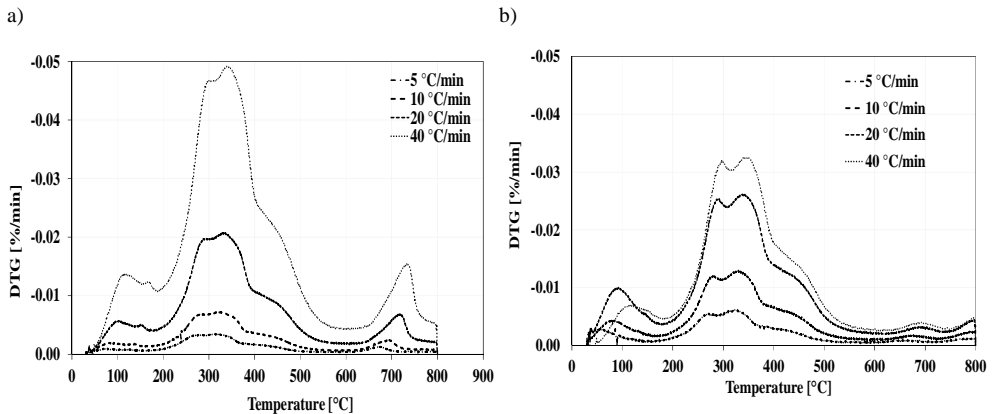 a)
-0.05
-0.04
-0.03
-0.02
-0.01
0.00
DTG [ %/min]
5 °C/min
10 °C/min
20 °C/min
40 °C/min
0 100 200 300 400 500 600 700 800 900
Temperature [°C]
b)
-0.05
-0.04
-0.03
-0.02
-0.01
-0.00
DTG [ %/min]
5 °C/min
10 °C/min
20 °C/min
40 °C/min
0 100 200 300 400 500 600 700 800
Temperature [°C]